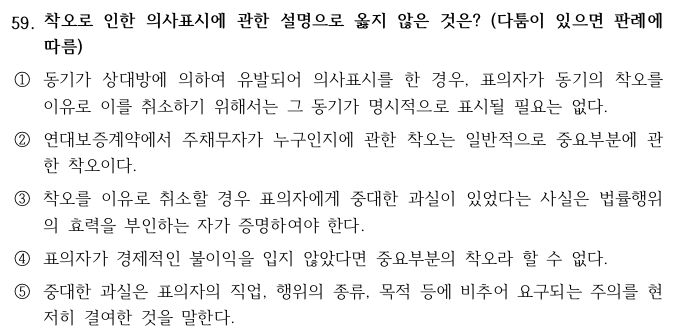 59. 착오로 인한 의사표시에 관한 설명으로 옳지 않은 것은? (다툼이 있으면 판례에
따름)
① 동기가 상대방에 의하여 유발되어 의사표시를 한 경우, 표의자가 동기의 착오를
이유로 이를 취소하기 위해서는 그 동기가 명시적으로 표시될 필요는 없다.
② 연대보증계약에서 주채무자가 누구인지에 관한 착오는 일반적으로 중요부분에 관
한 착오이다.
③ 착오를 이유로 취소할 경우 표의자에게 중대한 과실이 있었다는 사실은 법률행위
의 효력을 부인하는 자가 증명하여야 한다.
④ 표의자가 경제적인 불이익을 입지 않았다면 중요부분의 착오라 할 수 없다.
⑤ 중대한 과실은 표의자의 직업, 행위의 종류, 목적 등에 비추어 요구되는 주의를 현
저히 결여한 것을 말한다.